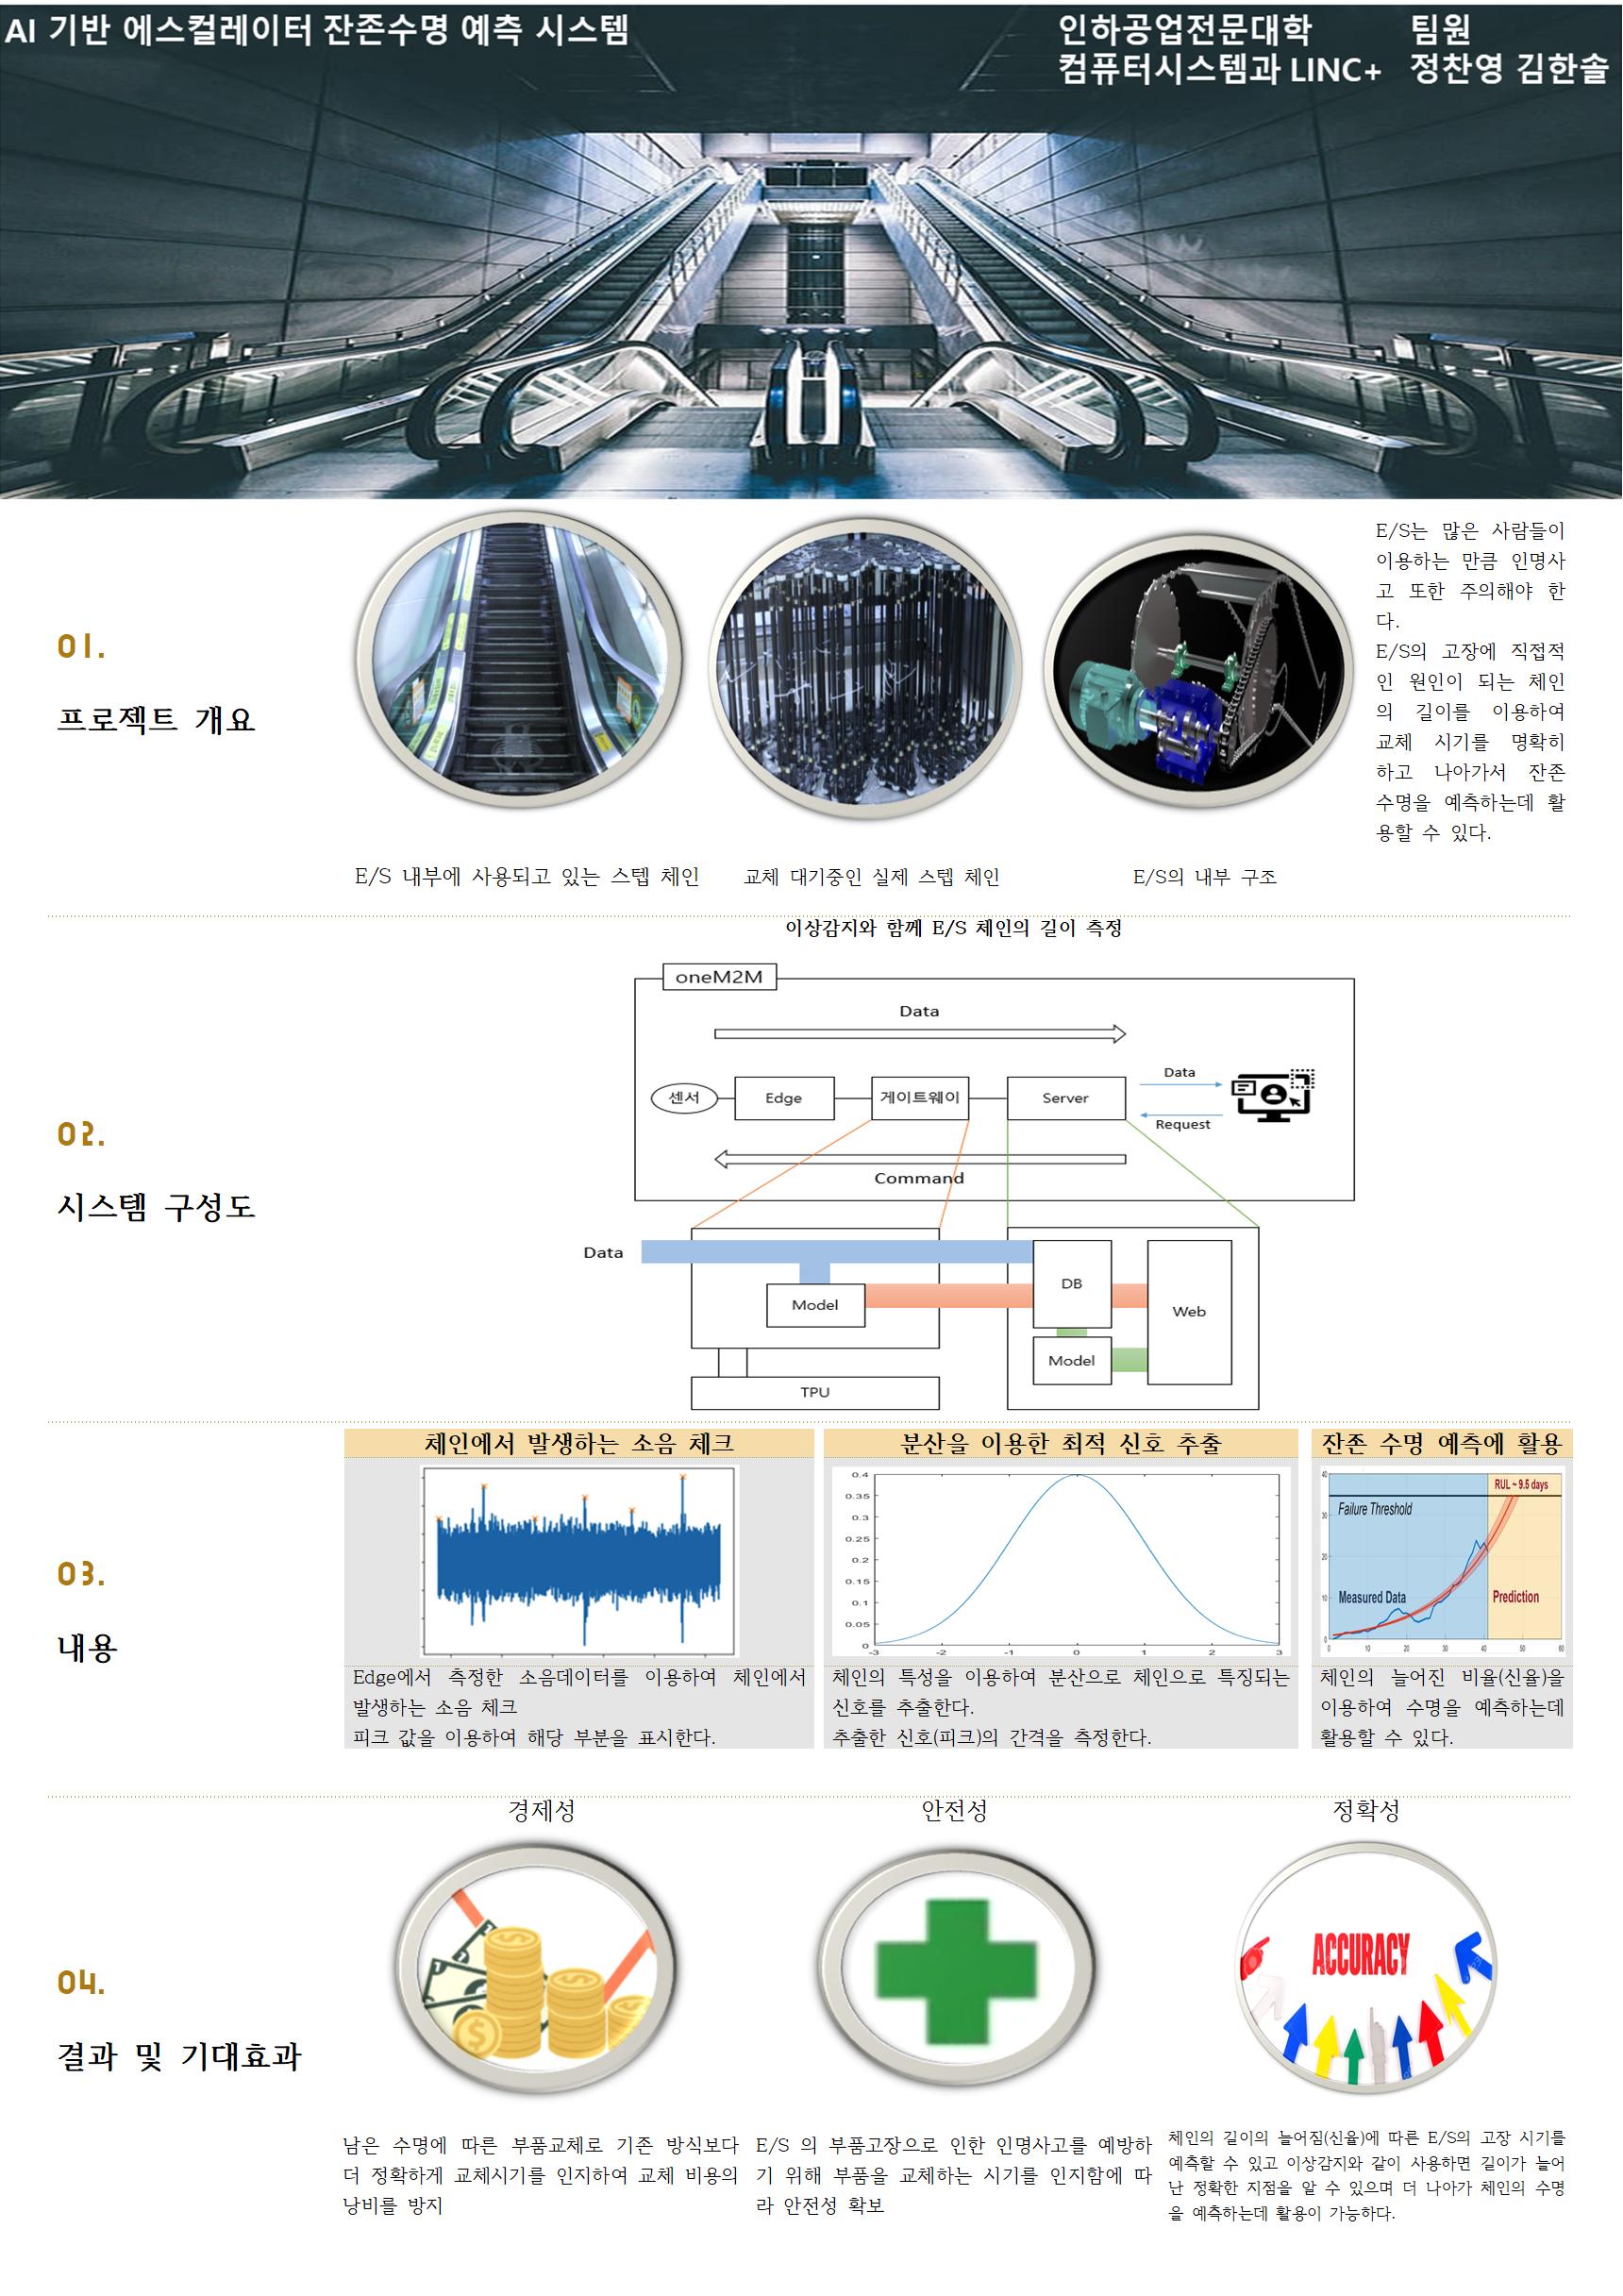 AI 기반 에스컬레이터 잔존수명 예측 시스템
인하공업전문대학
컴퓨터시스템과 LINC+
팀원
정찬영 김한솔
01.
프로젝트 개요
E/S 내부에 사용되고 있는 스텝 체인
교체 대기중인 실제 스텝 체인
E/S의 내부 구조
E/S는 많은 사람들이
이용하는 만큼 인명사
고 또한 주의해야 한
다.
E/S의 고장에 직접적
인 원인이 되는 체인
의 길이를 이용하여
교체 시기를 명확히
하고 나아가서 잔존
수명을 예측하는데 활
용할 수 있다.
02.
시스템 구성도
이상감지와 함께 E/S 체인의 길이 측정
oneM2M
Data
센서
Edge
게이트웨이
Server
Data
Request
Command
Data
Model
TPU
DB
Model
Web
03.
내용
체인에서 발생하는 소음 체크
Edge에서 측정한 소음데이터를 이용하여 체인에서
발생하는 소음 체크
피크 값을 이용하여 해당 부분을 표시한다.
분산을 이용한 최적 신호 추출
0.4
0.35
0.3
0.25
0.2
0.15
0.1
0.05
0
-3 -2 -1 0 1 2 3
체인의 특성을 이용하여 분산으로 체인으로 특징되는
신호를 추출한다.
추출한 신호(피크)의 간격을 측정한다.
잔존 수명 예측에 활용
RUL ~ 9.5 days
Failure Threshold
Measured Data
Prediction
40
30
20
10
0
0 10 20 30 40 50 60
체인의 늘어진 비율(신율)을
이용하여 수명을 예측하는데
활용할 수 있다.
04.
결과 및 기대효과
경제성
남은 수명에 따른 부품교체로 기존 방식보다
더 정확하게 교체시기를 인지하여 교체 비용의
낭비를 방지
안전성
E/S 의 부품고장으로 인한 인명사고를 예방하
기 위해 부품을 교체하는 시기를 인지함에 따
라 안전성 확보
정확성
ACCURACY
체인의 길이의 늘어짐(신율)에 따른 E/S의 고장 시기를
예측할 수 있고 이상감지와 같이 사용하면 길이가 늘어
난 정확한 지점을 알 수 있으며 더 나아가 체인의 수명
을 예측하는데 활용이 가능하다.